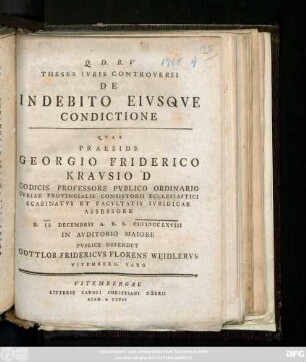 Q. D. B. V
THESES IVRIS CONTROVERSI
DE
INDEBITO EIVSQVE
CONDICTIONE
QVAS
PRAESIDE
GEORGIO FRIDERICO
KRAVSIO D
CODICIS PROFESSORE PVBLICO ORDINARIO
CVRIAE PROVINCIALIS CONSISTORII ECCLESIASTICI
SCABINATVS ET FACVLTATIS IVRIDICAE
ASSESSORE
D. II. DECEMBRIS A. R. S. CIƆIƆCCLXVIII
IN AVDITORIO MAIORE
PVBLICE DEFENDET
GOTTLOB. FRIDERICVS FLORENS WEIDLERVS
VITEMBERG. SAXO
VITEMBERGAE
LITTERIS CAROLI CHRISTIANI DÜRRII
ACAD. A TYPIS